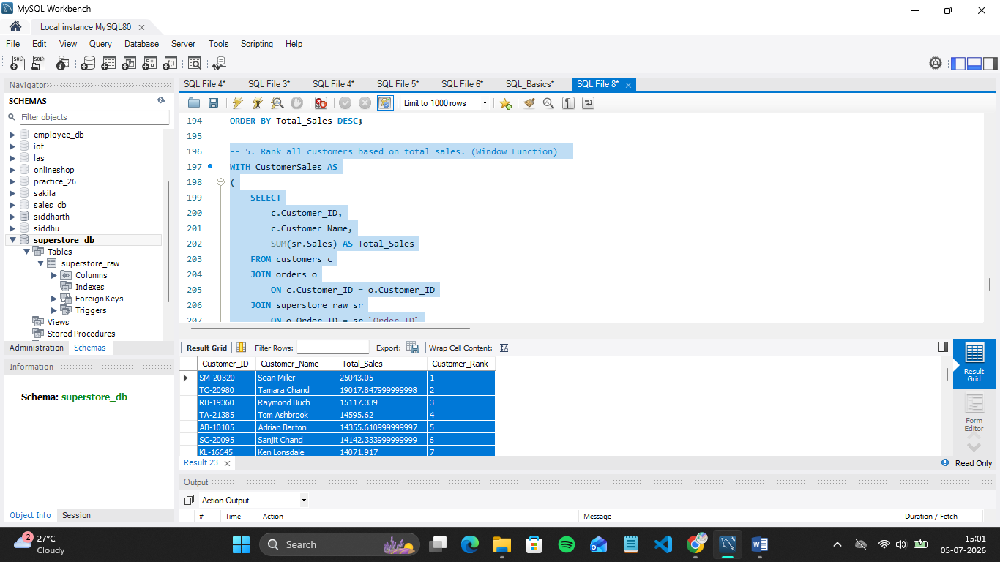 MySQL Workbench
Local instance MySQL80
File Edit View Query Database Server Tools Scripting Help
Navigator
SCHEMAS
Filter objects
employee_db
iot
las
onlineshop
practice_26
sakila
sales_db
siddharth
siddhu
superstore_db
Tables
superstore_raw
Columns
Indexes
Foreign Keys
Triggers
Views
Stored Procedures
Administration Schemas
Information
Schema: superstore_db
Object Info Session
SQL File 4* SQL File 3* SQL File 4* SQL File 5* SQL File 6* SQL_Basics* SQL File 8*
Limit to 1000 rows
194 ORDER BY Total_Sales DESC;
195
196 -- 5. Rank all customers based on total sales. (Window Function)
197 WITH CustomerSales AS
198 (
199 SELECT
200 c.Customer_ID,
201 c.Customer_Name,
202 SUM(sr.Sales) AS Total_Sales
203 FROM customers c
204 JOIN orders o
205 ON c.Customer_ID = o.Customer_ID
206 JOIN superstore_raw sr
207 ON o.Order_ID = sr.`Order ID`
Result Grid Filter Rows: Export: Wrap Cell Content:
Customer_ID Customer_Name Total_Sales Customer_Rank
SM-20320 Sean Miller 25043.05 1
TC-20980 Tamara Chand 19017.847999999998 2
RB-19360 Raymond Buch 15117.339 3
TA-21385 Tom Ashbrook 14595.62 4
AB-10105 Adrian Barton 14355.610999999997 5
SC-20095 Sanjit Chand 14142.333999999999 6
KL-16645 Ken Lonsdale 14071.917 7
Result Grid
Form Editor
Result 23
Read Only
Output
Action Output
# Time Action Message Duration / Fetch
2
27°C
Cloudy
Search
15:01
05-07-2026